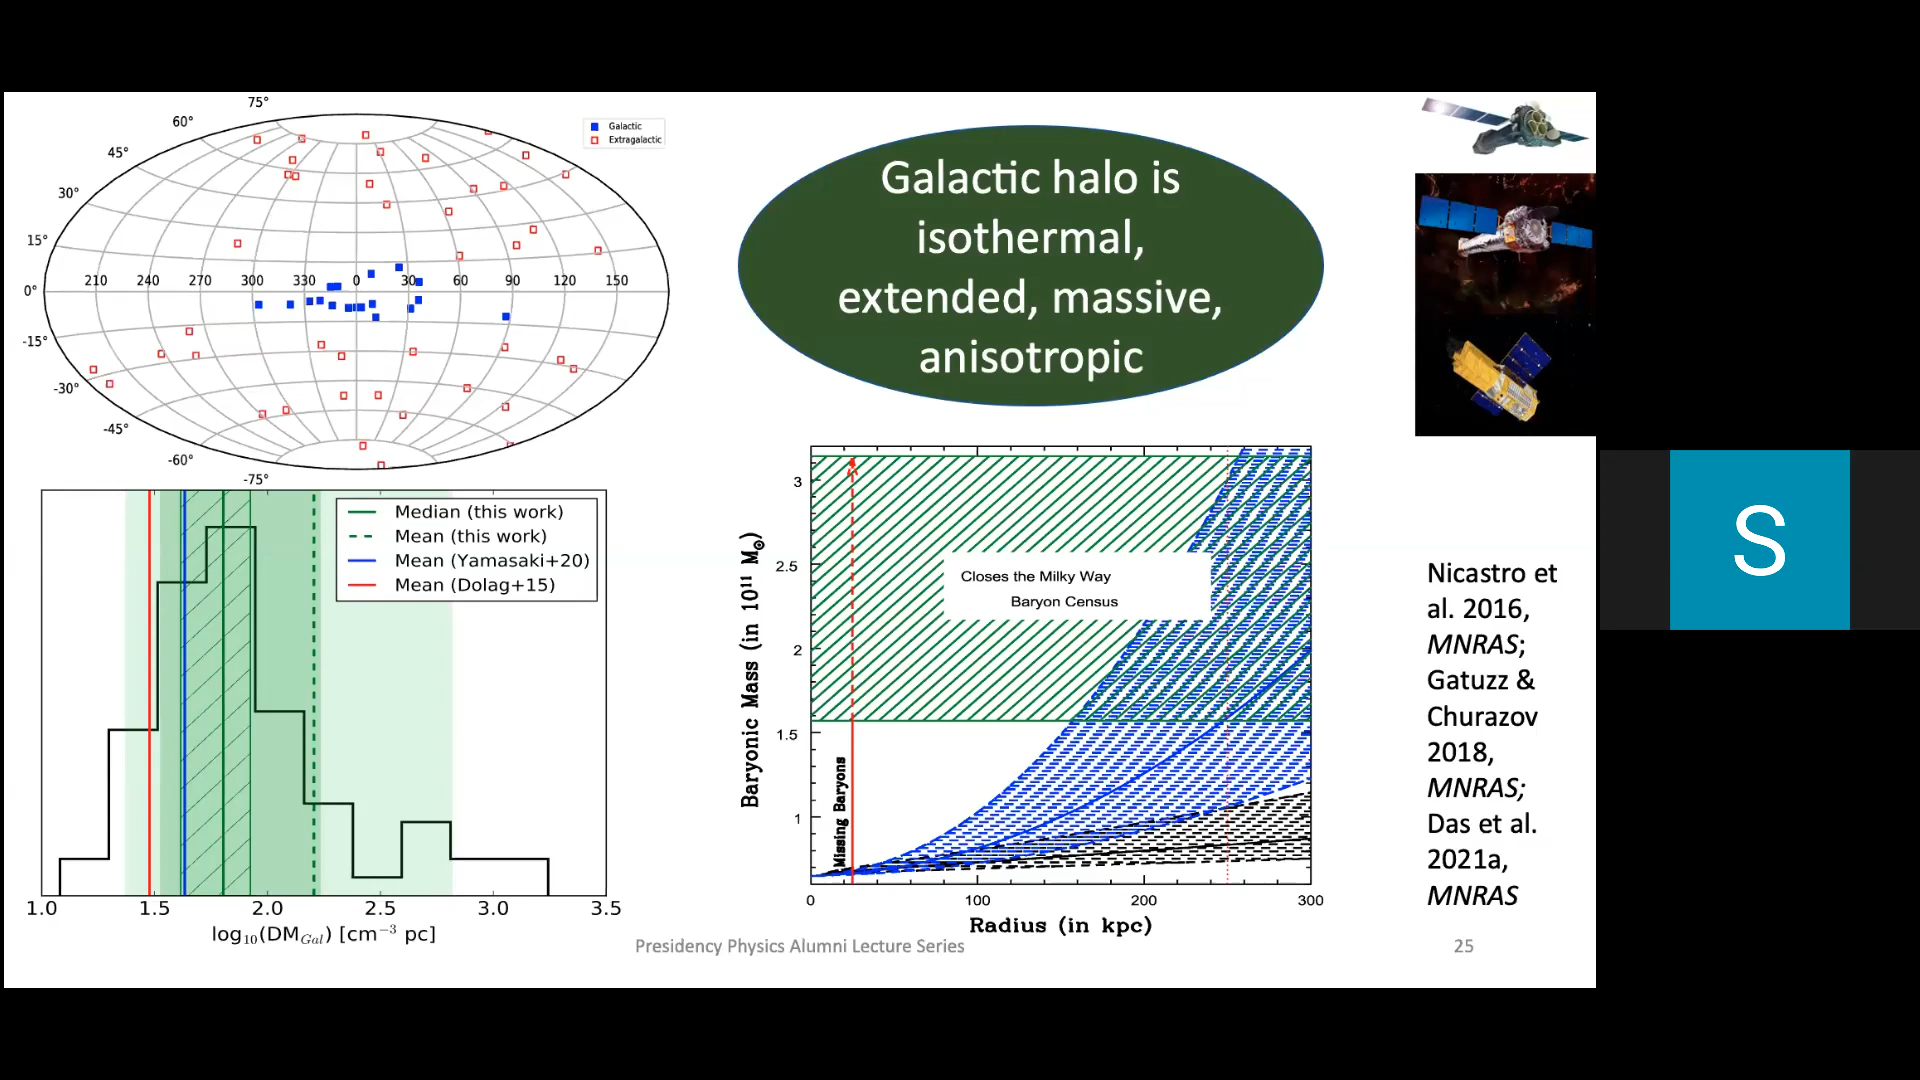 75°
60°
45°
30°
15°
0°
-15°
-30°
-45°
-60°
-75°
210 240 270 300 330 0 30 60 90 120 150
Galactic
Extragalactic
Galactic halo is
isothermal,
extended, massive,
anisotropic
Median (this work)
Mean (this work)
Mean (Yamasaki+20)
Mean (Dolag+15)
1.0 1.5 2.0 2.5 3.0 3.5
log₁₀(DM_Gal) [cm⁻³ pc]
Baryonic Mass (in 10¹¹ M☉)
3
2.5
2
1.5
1
Closes the Milky Way
Baryon Census
Missing Baryons
0 100 200 300
Radius (in kpc)
Nicastro et
al. 2016,
MNRAS;
Gatuzz &
Churazov
2018,
MNRAS;
Das et al.
2021a,
MNRAS
Presidency Physics Alumni Lecture Series
25
S